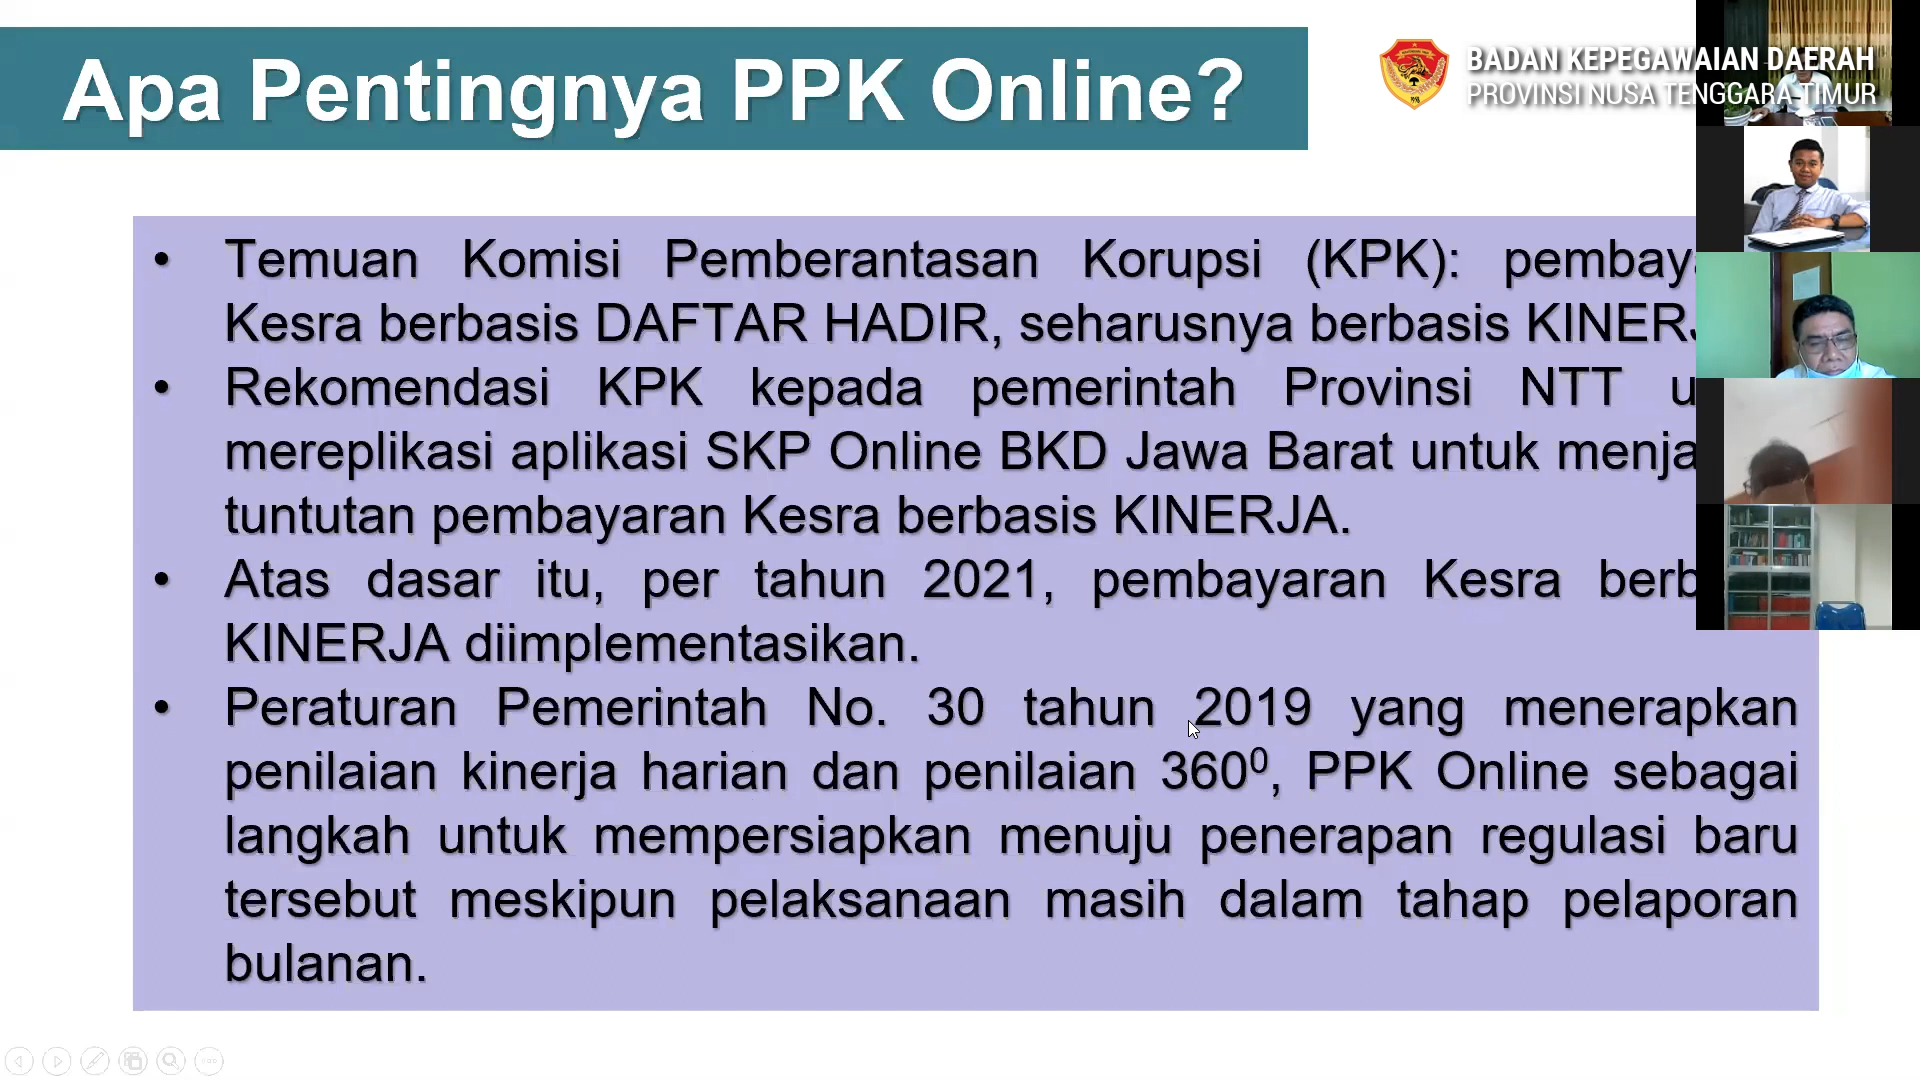 Apa Pentingnya PPK Online?
BADAN KEPEGAWAIAN DAERAH
PROVINSI NUSA TENGGARA TIMUR
• Temuan Komisi Pemberantasan Korupsi (KPK):
Kesra berbasis DAFTAR HADIR, seharusnya berbasis
• Rekomendasi KPK kepada pemerintah Provinsi NTT
mereplikasi aplikasi SKP Online BKD Jawa Barat untuk
tuntutan pembayaran Kesra berbasis KINERJA.
• Atas dasar itu, per tahun 2021, pembayaran Kesra
KINERJA diimplementasikan.
• Peraturan Pemerintah No. 30 tahun 2019 yang menerapkan
penilaian kinerja harian dan penilaian 360⁰, PPK Online sebagai
langkah untuk mempersiapkan menuju penerapan regulasi baru
tersebut meskipun pelaksanaan masih dalam tahap pelaporan
bulanan.